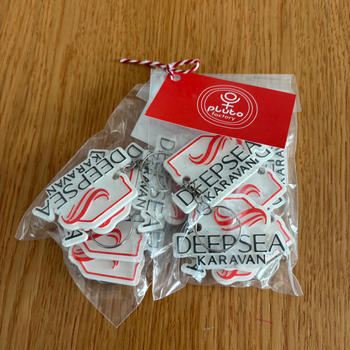 pluto
factory
DEEPSEA
KARAVAN
DEEPSEA
KARAVAN
DEEPSEA
KARAVAN